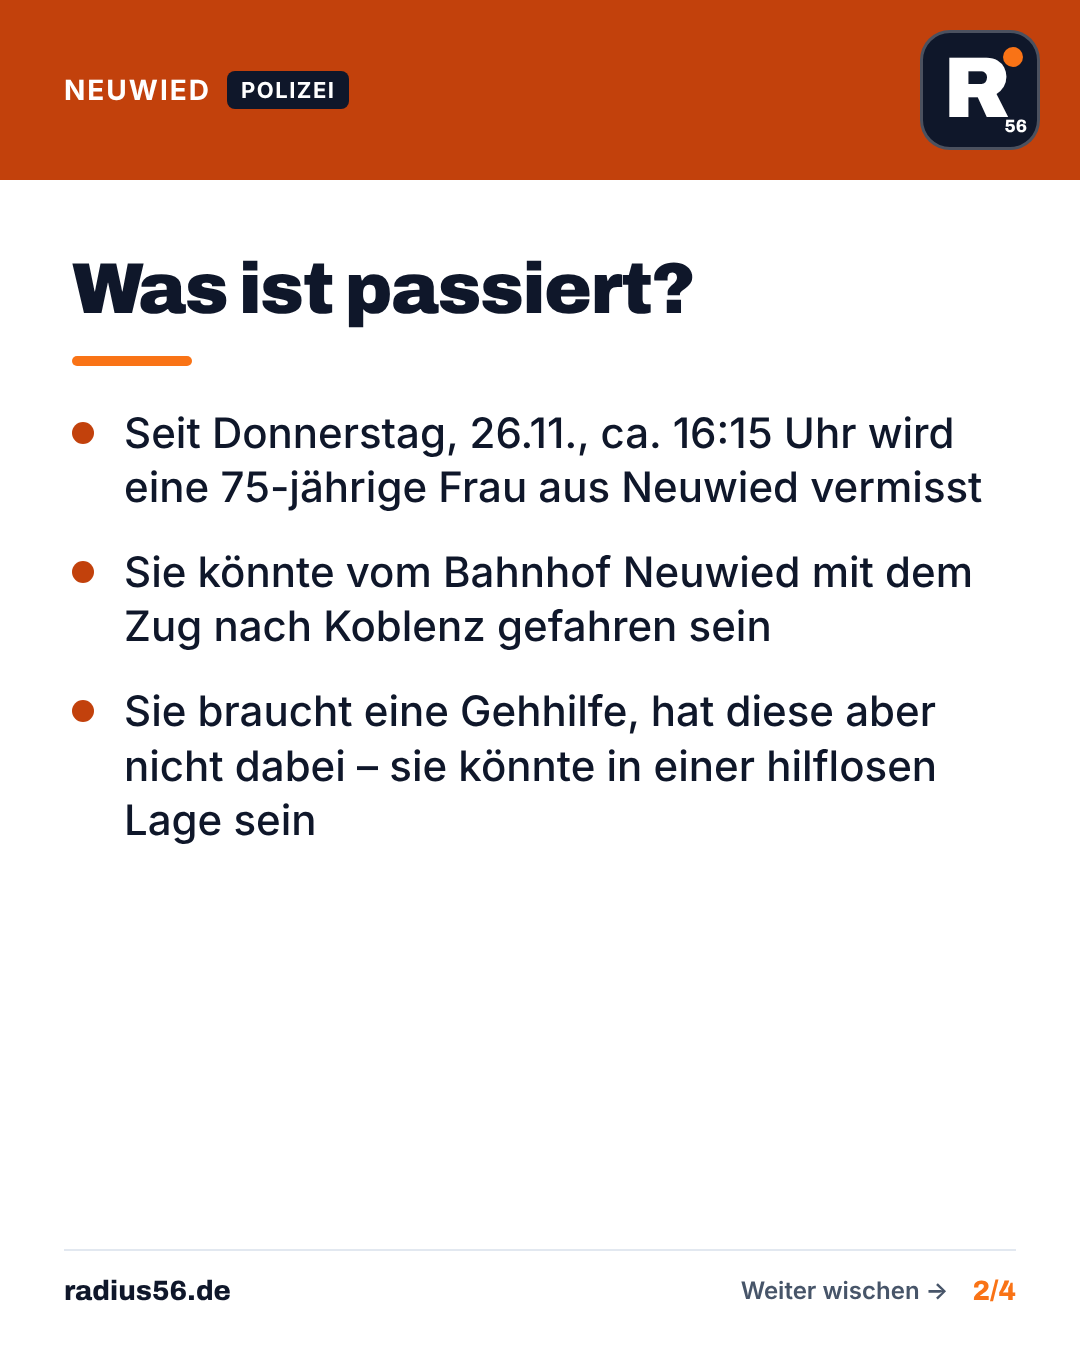 NEUWIED POLIZEI
R
56
Was ist passiert?
Seit Donnerstag, 26.11., ca. 16:15 Uhr wird
eine 75-jährige Frau aus Neuwied vermisst
Sie könnte vom Bahnhof Neuwied mit dem
Zug nach Koblenz gefahren sein
Sie braucht eine Gehhilfe, hat diese aber
nicht dabei – sie könnte in einer hilflosen
Lage sein
radius56.de Weiter wischen → 2/4